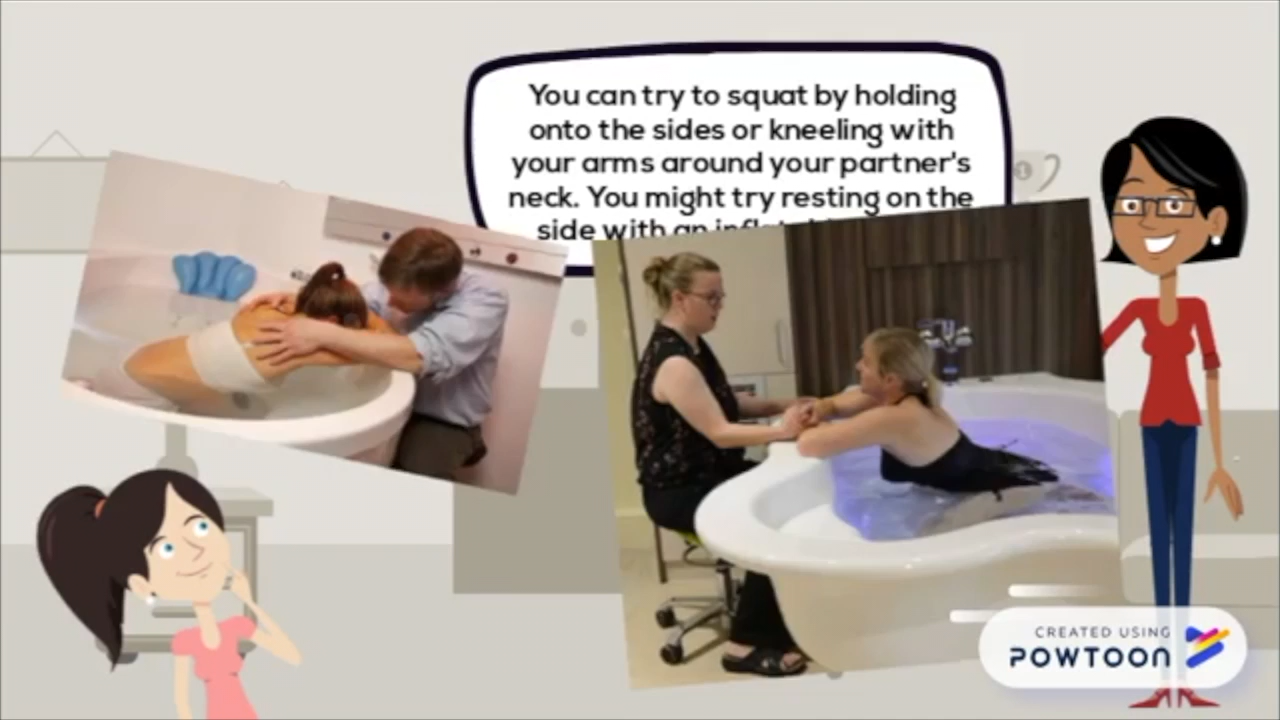 You can try to squat by holding
onto the sides or kneeling with
your arms around your partner's
neck. You might try resting on the
side with an
CREATED USING
POWTOON